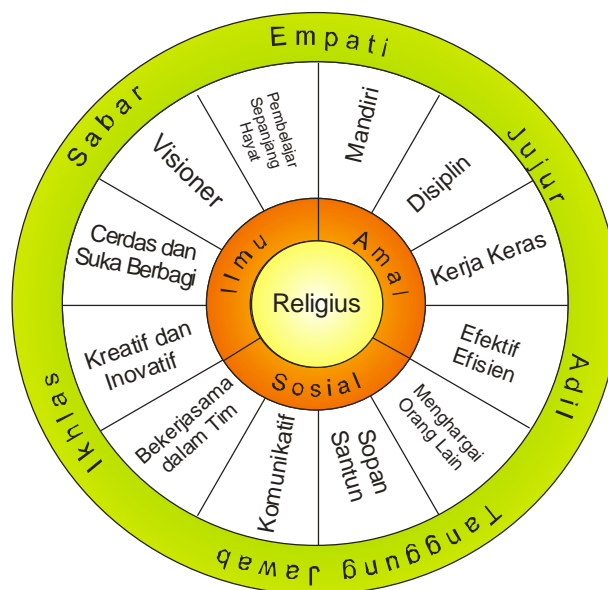 Empati
Jujur
Adil
Tanggung Jawab
Ikhlas
Sabar
Mandiri
Disiplin
Kerja Keras
Efektif
Efisien
Menghargai
Orang Lain
Sopan
Santun
Komunikatif
Bekerjasama
dalam Tim
Kreatif dan
Inovatif
Cerdas dan
Suka Berbagi
Visioner
Pembelajar
Sepanjang
Hayat
Ilmu
Amal
Sosial
Religius